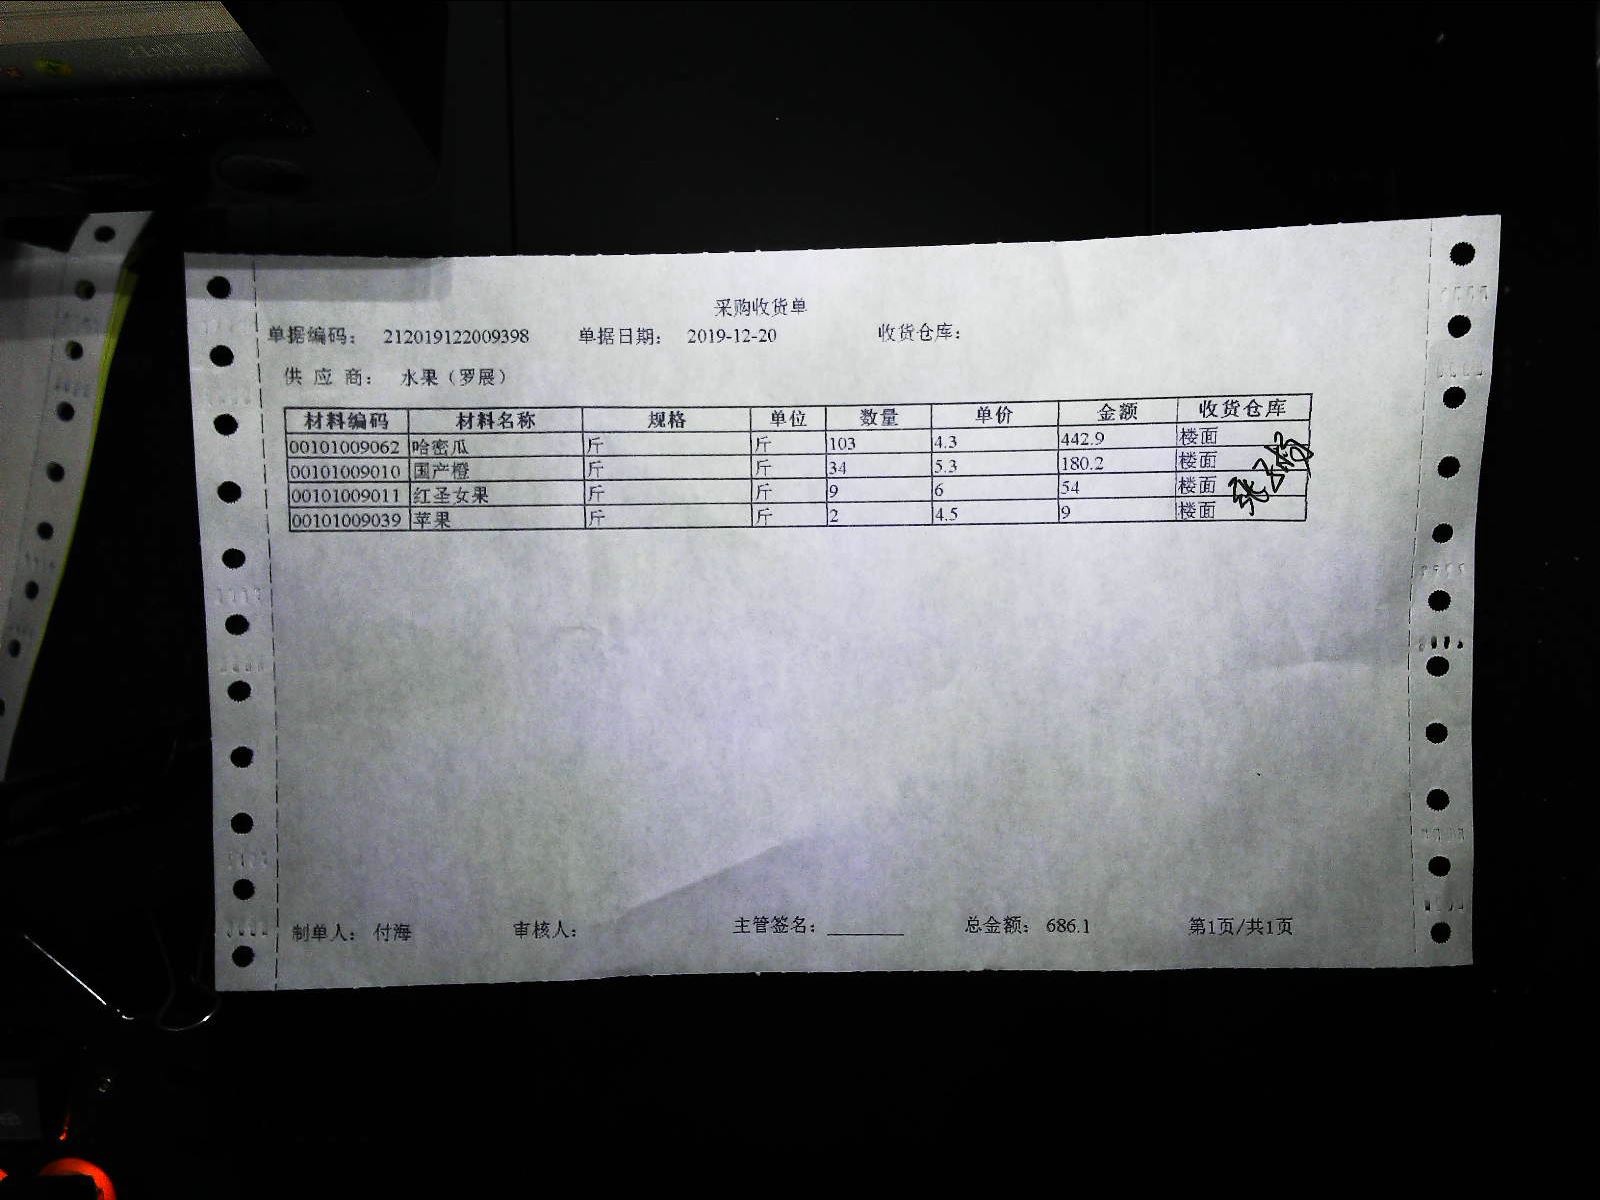 采购收货单
单据编码： 212019122009398 单据日期： 2019-12-20 收货仓库：
供 应 商： 水果（罗展）
材料编码 材料名称 规格 单位 数量 单价 金额 收货仓库
00101009062 哈密瓜 斤 斤 103 4.3 442.9 楼面
00101009010 国产橙 斤 斤 34 5.3 180.2 楼面
00101009011 红圣女果 斤 斤 9 6 54 楼面
00101009039 苹果 斤 斤 2 4.5 9 楼面
制单人： 付海 审核人： 主管签名： 总金额： 686.1 第1页/共1页